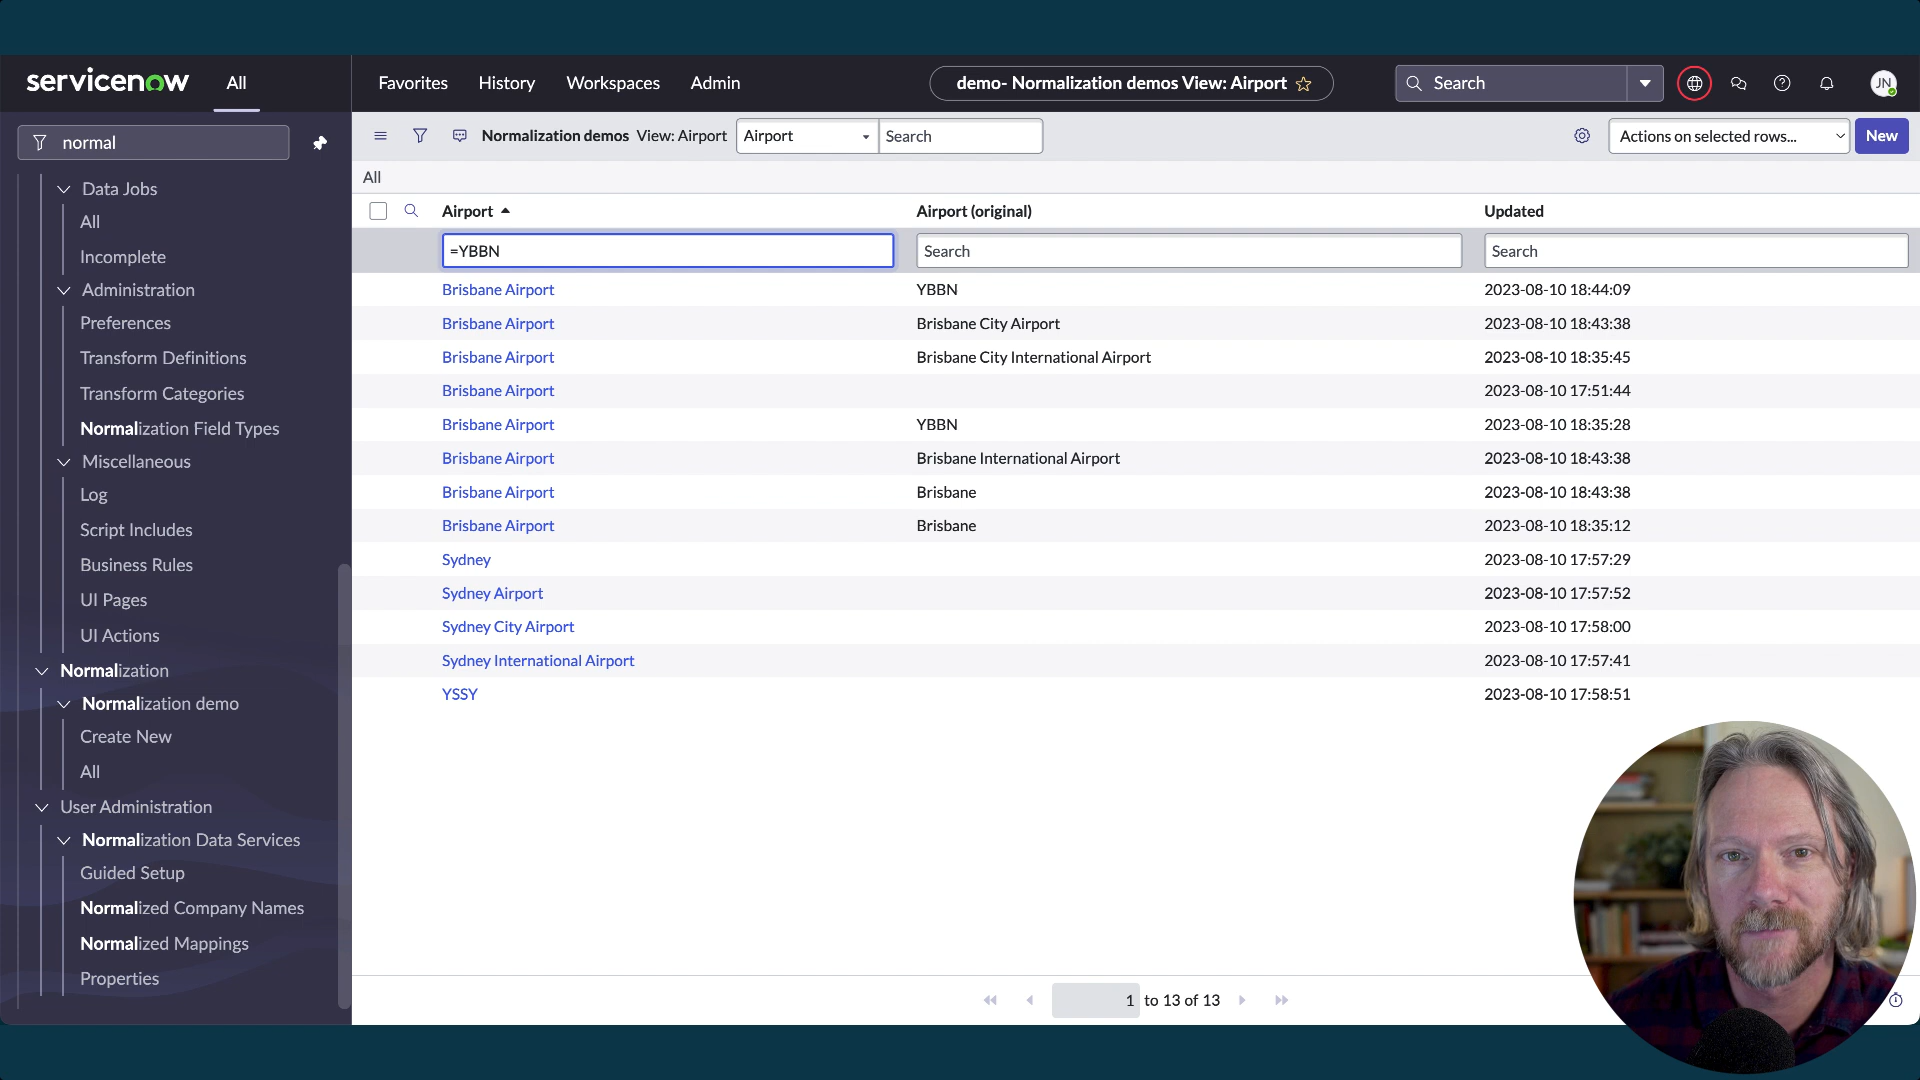 servicenow
All
Favorites
History
Workspaces
Admin
demo- Normalization demos View: Airport
Search
JN
normal
Normalization demos View: Airport
Airport
Search
Actions on selected rows...
New
Data Jobs
All
Incomplete
Administration
Preferences
Transform Definitions
Transform Categories
Normalization Field Types
Miscellaneous
Log
Script Includes
Business Rules
UI Pages
UI Actions
Normalization
Normalization demo
Create New
All
User Administration
Normalization Data Services
Guided Setup
Normalized Company Names
Normalized Mappings
Properties
All
Airport Airport (original) Updated
=YBBN Search Search
Brisbane Airport YBBN 2023-08-10 18:44:09
Brisbane Airport Brisbane City Airport 2023-08-10 18:43:38
Brisbane Airport Brisbane City International Airport 2023-08-10 18:35:45
Brisbane Airport 2023-08-10 17:51:44
Brisbane Airport YBBN 2023-08-10 18:35:28
Brisbane Airport Brisbane International Airport 2023-08-10 18:43:38
Brisbane Airport Brisbane 2023-08-10 18:43:38
Brisbane Airport Brisbane 2023-08-10 18:35:12
Sydney 2023-08-10 17:57:29
Sydney Airport 2023-08-10 17:57:52
Sydney City Airport 2023-08-10 17:58:00
Sydney International Airport 2023-08-10 17:57:41
YSSY 2023-08-10 17:58:51
1 to 13 of 13